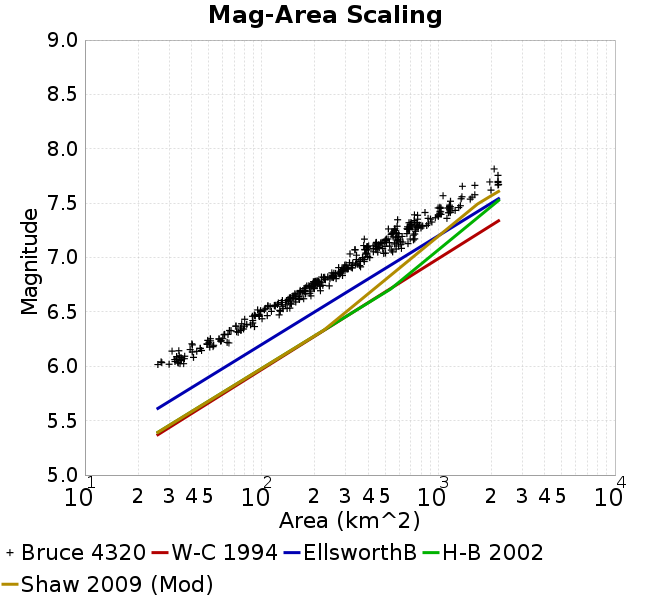 Mag-Area Scaling
9.0
8.5
8.0
7.5
7.0
6.5
6.0
5.5
5.0
Magnitude
10^1 2 3 4 5 10^2 2 3 4 5 10^3 2 3 4 5 10^4
Area (km^2)
+ Bruce 4320 W-C 1994 EllsworthB H-B 2002
Shaw 2009 (Mod)